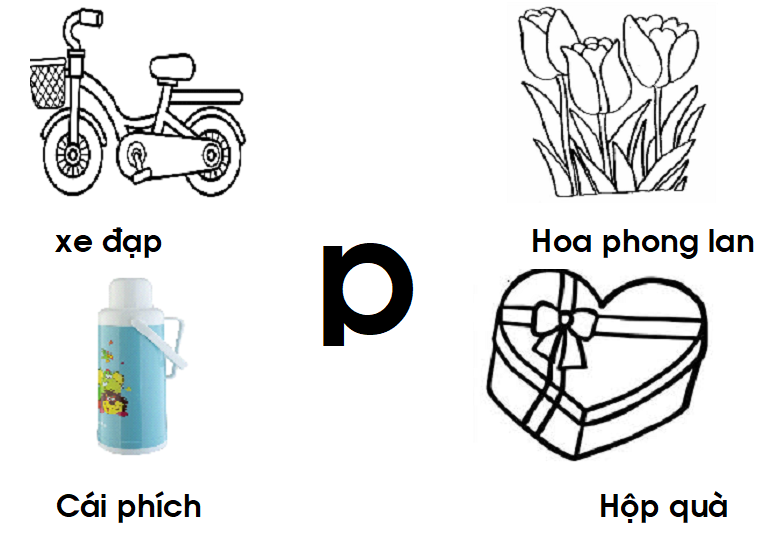 xe đạp
Hoa phong lan
p
Cái phích
Hộp quà